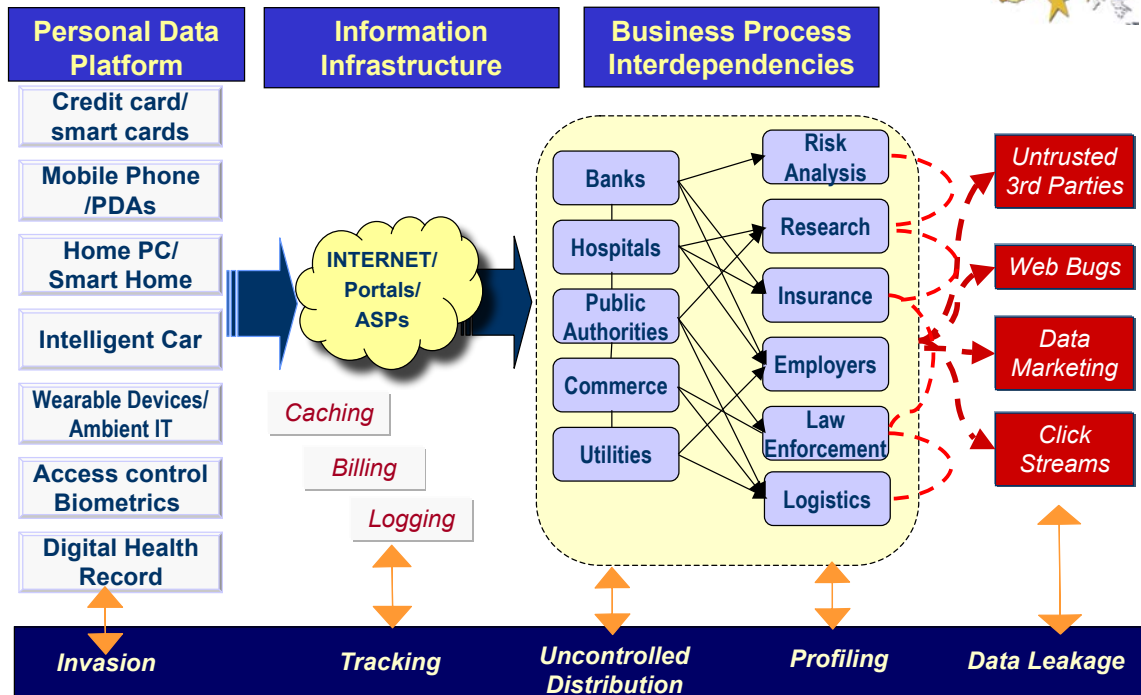 Personal Data
Platform
Information
Infrastructure
Business Process
Interdependencies
Credit card/
smart cards
Mobile Phone
/PDAs
Home PC/
Smart Home
Intelligent Car
Wearable Devices/
Ambient IT
Access control
Biometrics
Digital Health
Record
INTERNET/
Portals/
ASPs
Caching
Billing
Logging
Banks
Hospitals
Public
Authorities
Commerce
Utilities
Risk
Analysis
Research
Insurance
Employers
Law
Enforcement
Logistics
Untrusted
3rd Parties
Web Bugs
Data
Marketing
Click
Streams
Invasion
Tracking
Uncontrolled
Distribution
Profiling
Data Leakage